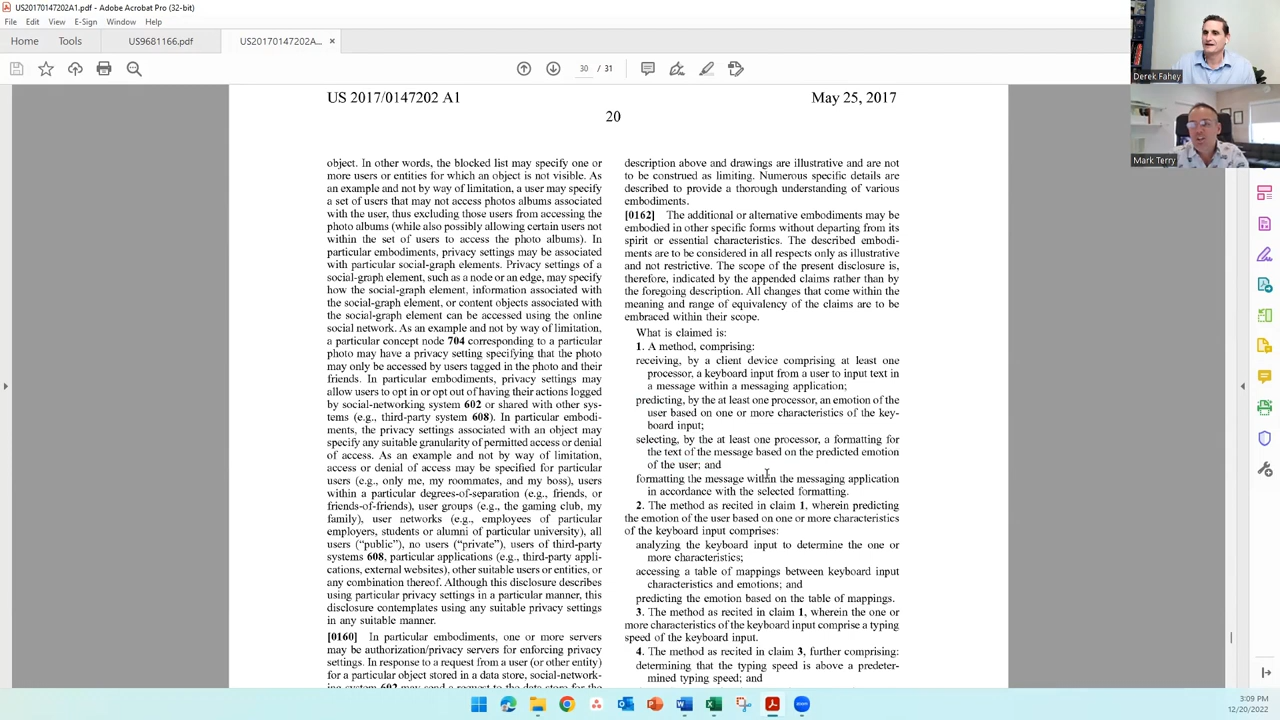 US20170147202A1.pdf - Adobe Acrobat Pro (32-bit)
File Edit View E-Sign Window Help
Home Tools US9681166.pdf US20170147202A... ×
30 / 31
Derek Fahey
Mark Terry
US 2017/0147202 A1
May 25, 2017
20
object. In other words, the blocked list may specify one or
more users or entities for which an object is not visible. As
an example and not by way of limitation, a user may specify
a set of users that may not access photos albums associated
with the user, thus excluding those users from accessing the
photo albums (while also possibly allowing certain users not
within the set of users to access the photo albums). In
particular embodiments, privacy settings may be associated
with particular social-graph elements. Privacy settings of a
social-graph element, such as a node or an edge, may specify
how the social-graph element, information associated with
the social-graph element, or content objects associated with
the social-graph element can be accessed using the online
social network. As an example and not by way of limitation,
a particular concept node 704 corresponding to a particular
photo may have a privacy setting specifying that the photo
may only be accessed by users tagged in the photo and their
friends. In particular embodiments, privacy settings may
allow users to opt in or opt out of having their actions logged
by social-networking system 602 or shared with other sys-
tems (e.g., third-party system 608). In particular embodi-
ments, the privacy settings associated with an object may
specify any suitable granularity of permitted access or denial
of access. As an example and not by way of limitation,
access or denial of access may be specified for particular
users (e.g., only me, my roommates, and my boss), users
within a particular degrees-of-separation (e.g., friends, or
friends-of-friends), user groups (e.g., the gaming club, my
family), user networks (e.g., employees of particular
employers, students or alumni of particular university), all
users ("public"), no users ("private"), users of third-party
systems 608, particular applications (e.g., third-party appli-
cations, external websites), other suitable users or entities, or
any combination thereof. Although this disclosure describes
using particular privacy settings in a particular manner, this
disclosure contemplates using any suitable privacy settings
in any suitable manner.
[0160] In particular embodiments, one or more servers
may be authorization/privacy servers for enforcing privacy
settings. In response to a request from a user (or other entity)
for a particular object stored in a data store, social-network-
ing system 602 may send a request to the data store for the
description above and drawings are illustrative and are not
to be construed as limiting. Numerous specific details are
described to provide a thorough understanding of various
embodiments.
[0162] The additional or alternative embodiments may be
embodied in other specific forms without departing from its
spirit or essential characteristics. The described embodi-
ments are to be considered in all respects only as illustrative
and not restrictive. The scope of the present disclosure is,
therefore, indicated by the appended claims rather than by
the foregoing description. All changes that come within the
meaning and range of equivalency of the claims are to be
embraced within their scope.
What is claimed is:
1. A method, comprising:
receiving, by a client device comprising at least one
processor, a keyboard input from a user to input text in
a message within a messaging application;
predicting, by the at least one processor, an emotion of the
user based on one or more characteristics of the key-
board input;
selecting, by the at least one processor, a formatting for
the text of the message based on the predicted emotion
of the user; and
formatting the message within the messaging application
in accordance with the selected formatting.
2. The method as recited in claim 1, wherein predicting
the emotion of the user based on one or more characteristics
of the keyboard input comprises:
analyzing the keyboard input to determine the one or
more characteristics;
accessing a table of mappings between keyboard input
characteristics and emotions; and
predicting the emotion based on the table of mappings.
3. The method as recited in claim 1, wherein the one or
more characteristics of the keyboard input comprise a typing
speed of the keyboard input.
4. The method as recited in claim 3, further comprising:
determining that the typing speed is above a predeter-
mined typing speed; and
3:09 PM
12/20/2022